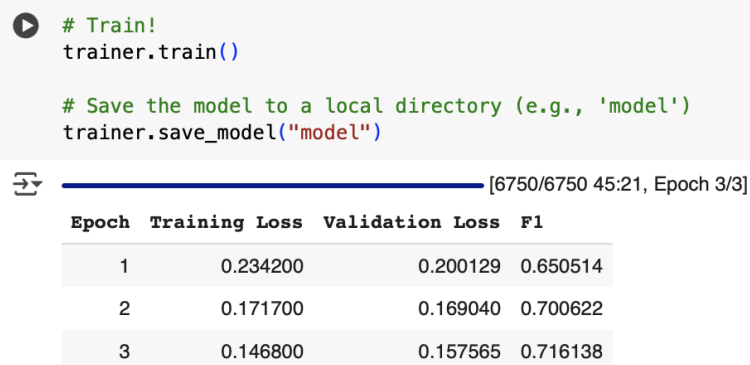 # Train!
trainer.train()
# Save the model to a local directory (e.g., 'model')
trainer.save_model("model")
[6750/6750 45:21, Epoch 3/3]
Epoch Training Loss Validation Loss F1
1 0.234200 0.200129 0.650514
2 0.171700 0.169040 0.700622
3 0.146800 0.157565 0.716138